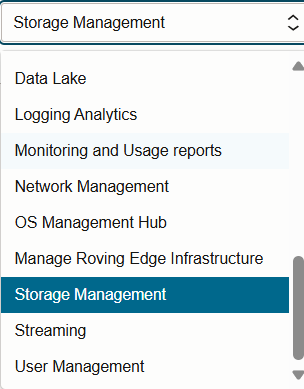 Storage Management
Data Lake
Logging Analytics
Monitoring and Usage reports
Network Management
OS Management Hub
Manage Roving Edge Infrastructure
Storage Management
Streaming
User Management